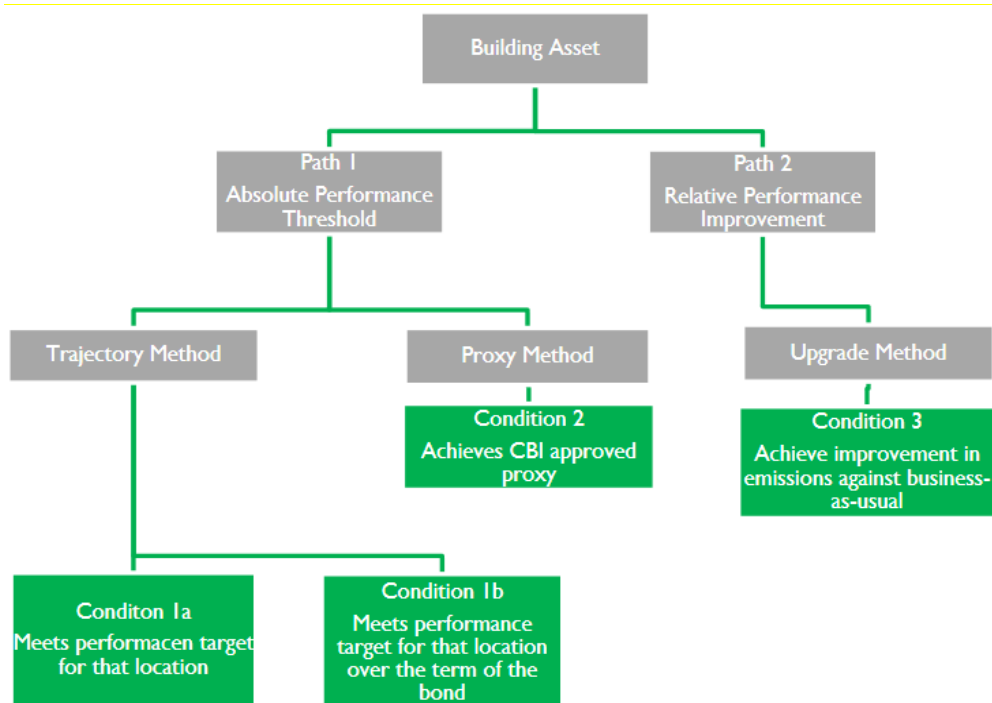 Building Asset
Path 1
Absolute Performance
Threshold
Path 2
Relative Performance
Improvement
Trajectory Method
Proxy Method
Upgrade Method
Condition 2
Achieves CBI approved
proxy
Condition 3
Achieve improvement in
emissions against business-
as-usual
Conditon 1a
Meets performacen target
for that location
Condition 1b
Meets performance
target for that location
over the term of the
bond